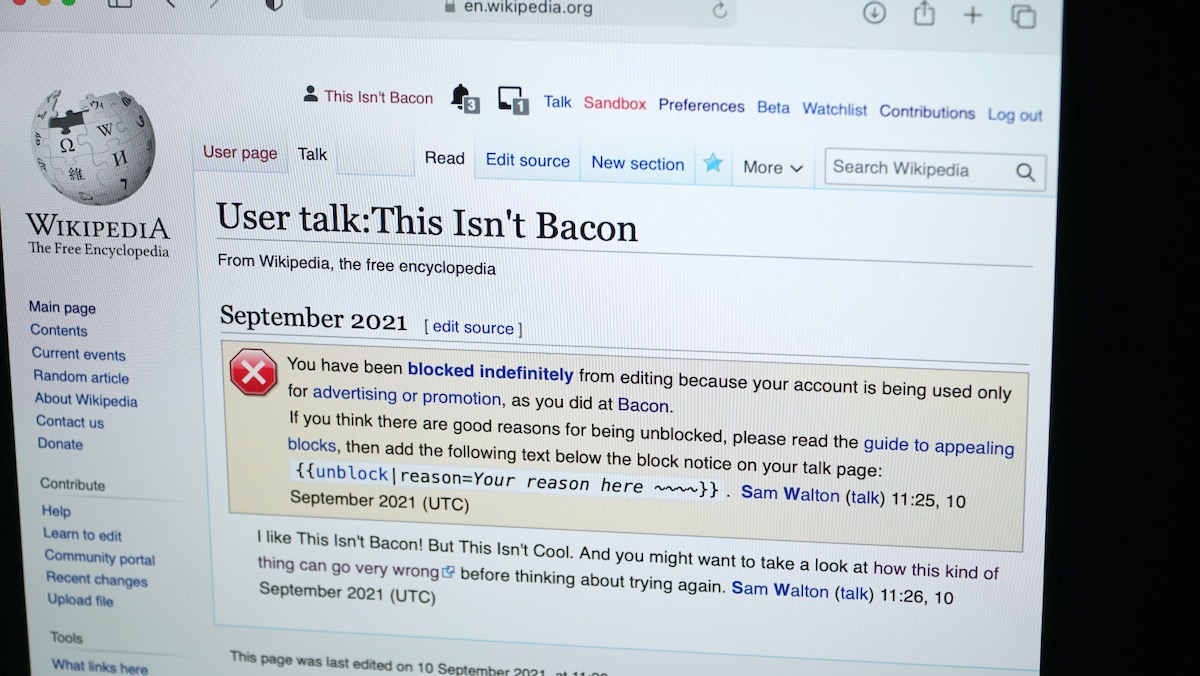 en.wikipedia.org
This Isn't Bacon 3 1 Talk Sandbox Preferences Beta Watchlist Contributions Log out
User page Talk Read Edit source New section More Search Wikipedia
WIKIPEDIA
The Free Encyclopedia
User talk:This Isn't Bacon
From Wikipedia, the free encyclopedia
September 2021 [ edit source ]
You have been blocked indefinitely from editing because your account is being used only
for advertising or promotion, as you did at Bacon.
If you think there are good reasons for being unblocked, please read the guide to appealing
blocks, then add the following text below the block notice on your talk page:
{{unblock|reason=Your reason here ~~~~}} . Sam Walton (talk) 11:25, 10
September 2021 (UTC)
I like This Isn't Bacon! But This Isn't Cool. And you might want to take a look at how this kind of
thing can go very wrong before thinking about trying again. Sam Walton (talk) 11:26, 10
September 2021 (UTC)
This page was last edited on 10 September 2021, at
Main page
Contents
Current events
Random article
About Wikipedia
Contact us
Donate
Contribute
Help
Learn to edit
Community portal
Recent changes
Upload file
Tools
What links here